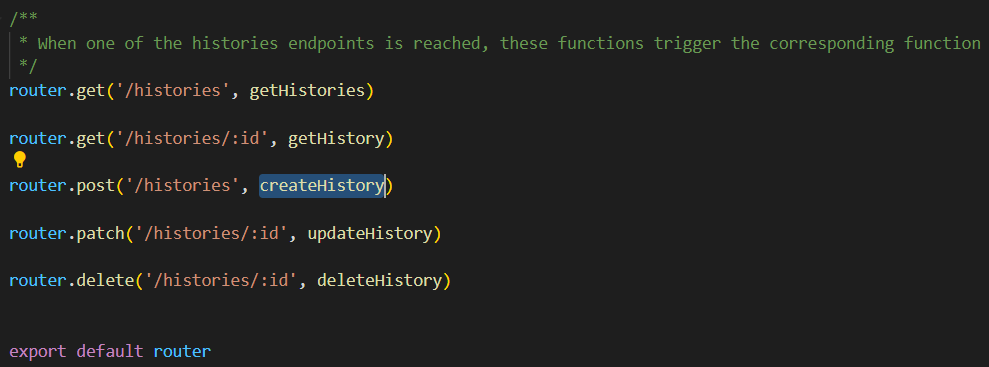 /**
* When one of the histories endpoints is reached, these functions trigger the corresponding function
*/
router.get('/histories', getHistories)
router.get('/histories/:id', getHistory)
router.post('/histories', createHistory)
router.patch('/histories/:id', updateHistory)
router.delete('/histories/:id', deleteHistory)
export default router